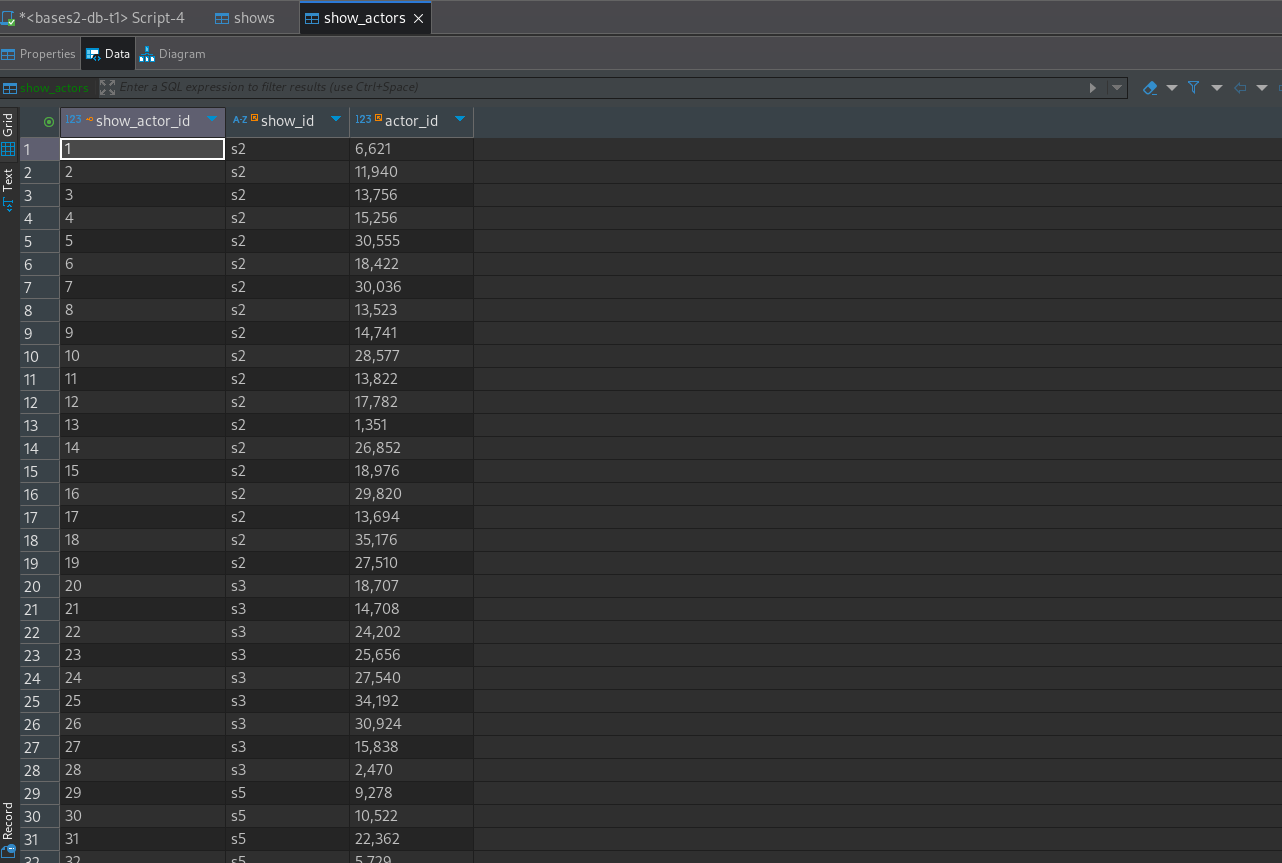 *<bases2-db-t1> Script-4 shows show_actors
Properties Data Diagram
show_actors Enter a SQL expression to filter results (use Ctrl+Space)
Grid
Text
Record
123 show_actor_id A-Z show_id 123 actor_id
1 1 s2 6,621
2 2 s2 11,940
3 3 s2 13,756
4 4 s2 15,256
5 5 s2 30,555
6 6 s2 18,422
7 7 s2 30,036
8 8 s2 13,523
9 9 s2 14,741
10 10 s2 28,577
11 11 s2 13,822
12 12 s2 17,782
13 13 s2 1,351
14 14 s2 26,852
15 15 s2 18,976
16 16 s2 29,820
17 17 s2 13,694
18 18 s2 35,176
19 19 s2 27,510
20 20 s3 18,707
21 21 s3 14,708
22 22 s3 24,202
23 23 s3 25,656
24 24 s3 27,540
25 25 s3 34,192
26 26 s3 30,924
27 27 s3 15,838
28 28 s3 2,470
29 29 s5 9,278
30 30 s5 10,522
31 31 s5 22,362
32 32 s5 5,729